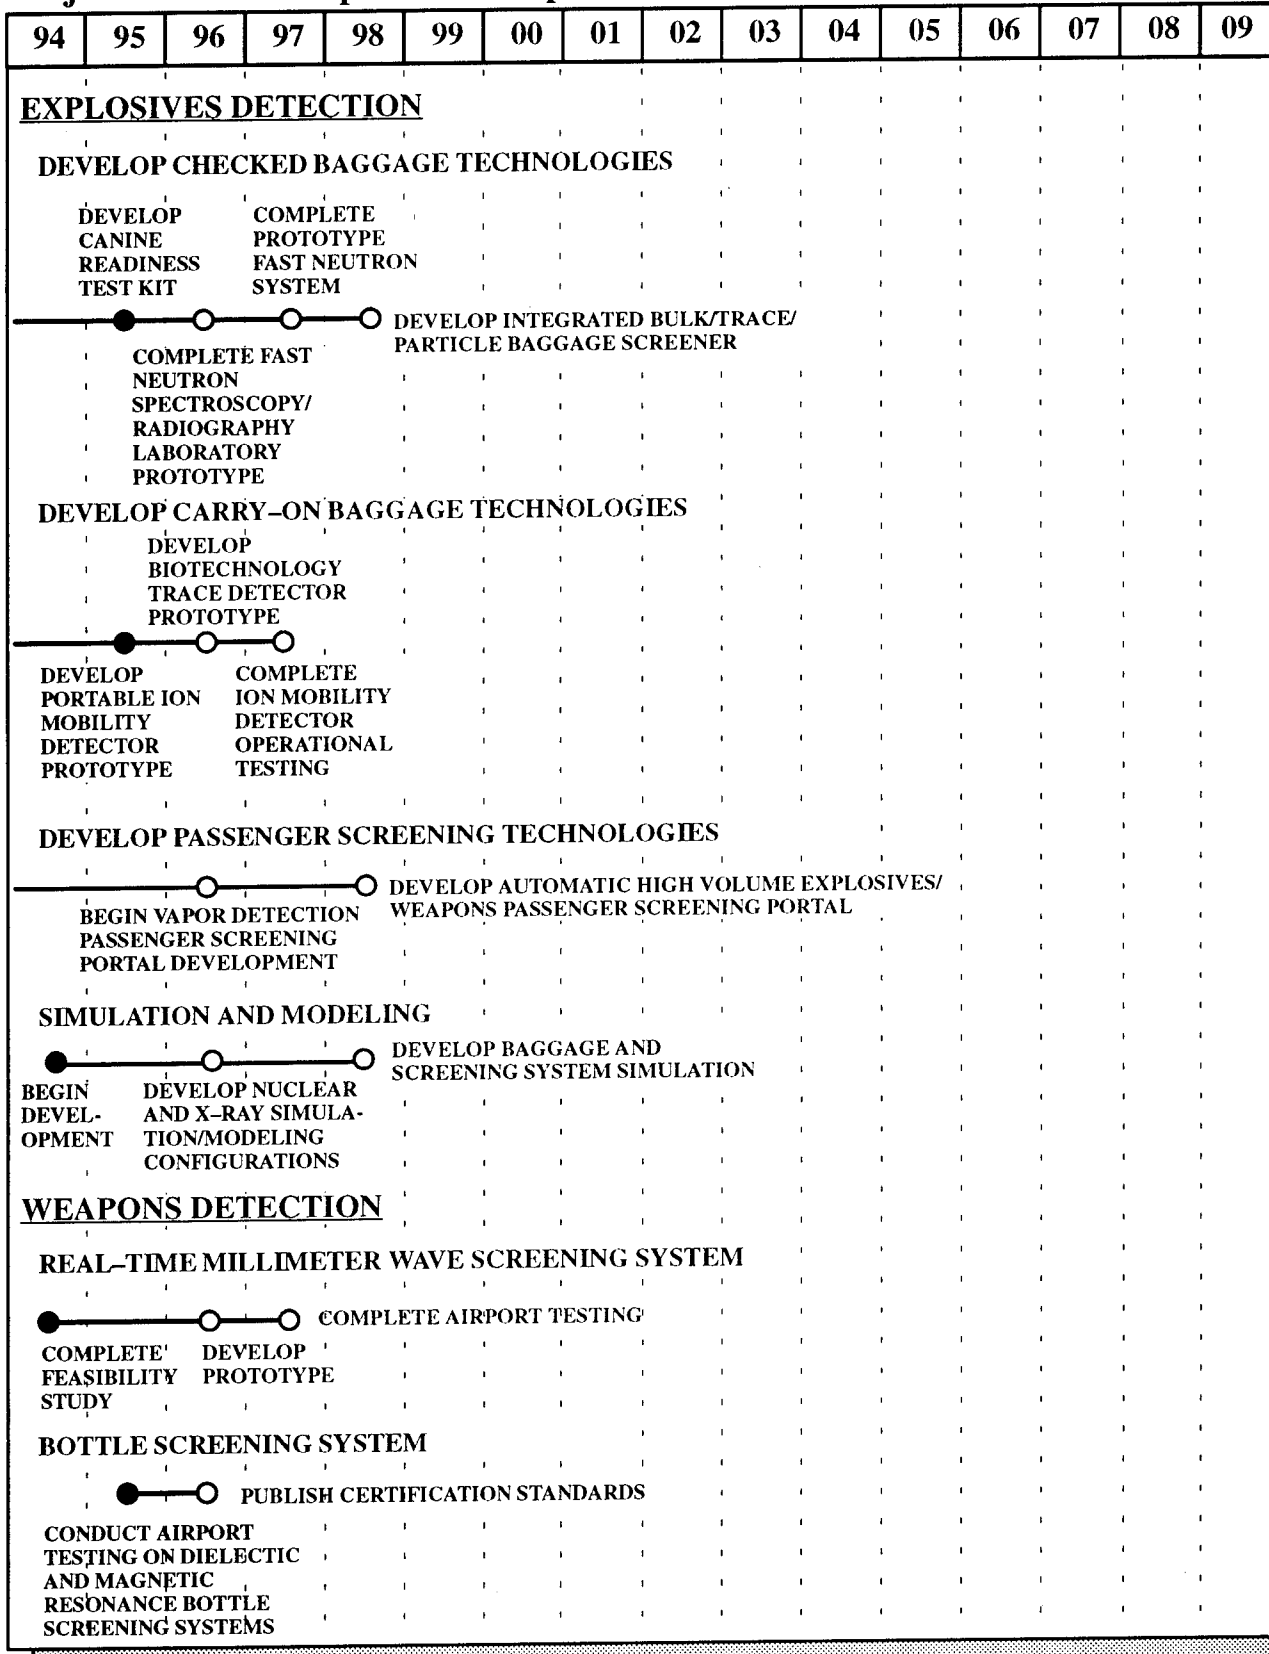 94 95 96 97 98 99 00 01 02 03 04 05 06 07 08 09
EXPLOSIVES DETECTION
DEVELOP CHECKED BAGGAGE TECHNOLOGIES
DEVELOP
CANINE
READINESS
TEST KIT
COMPLETE
PROTOTYPE
FAST NEUTRON
SYSTEM
DEVELOP INTEGRATED BULK/TRACE/
PARTICLE BAGGAGE SCREENER
COMPLETE FAST
NEUTRON
SPECTROSCOPY/
RADIOGRAPHY
LABORATORY
PROTOTYPE
DEVELOP CARRY–ON BAGGAGE TECHNOLOGIES
DEVELOP
BIOTECHNOLOGY
TRACE DETECTOR
PROTOTYPE
DEVELOP
PORTABLE ION
MOBILITY
DETECTOR
PROTOTYPE
COMPLETE
ION MOBILITY
DETECTOR
OPERATIONAL
TESTING
DEVELOP PASSENGER SCREENING TECHNOLOGIES
DEVELOP AUTOMATIC HIGH VOLUME EXPLOSIVES/
WEAPONS PASSENGER SCREENING PORTAL
BEGIN VAPOR DETECTION
PASSENGER SCREENING
PORTAL DEVELOPMENT
SIMULATION AND MODELING
DEVELOP BAGGAGE AND
SCREENING SYSTEM SIMULATION
BEGIN
DEVEL-
OPMENT
DEVELOP NUCLEAR
AND X–RAY SIMULA-
TION/MODELING
CONFIGURATIONS
WEAPONS DETECTION
REAL–TIME MILLIMETER WAVE SCREENING SYSTEM
COMPLETE AIRPORT TESTING
COMPLETE
FEASIBILITY
STUDY
DEVELOP
PROTOTYPE
BOTTLE SCREENING SYSTEM
PUBLISH CERTIFICATION STANDARDS
CONDUCT AIRPORT
TESTING ON DIELECTIC
AND MAGNETIC
RESONANCE BOTTLE
SCREENING SYSTEMS